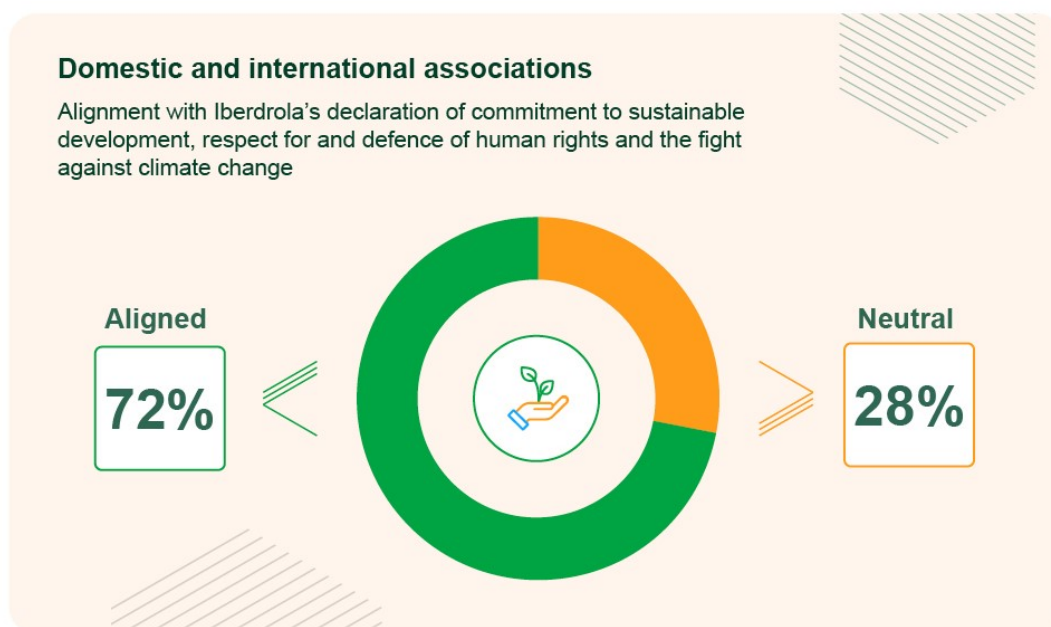 Domestic and international associations
Alignment with Iberdrola's declaration of commitment to sustainable
development, respect for and defence of human rights and the fight
against climate change
Aligned
72%
Neutral
28%